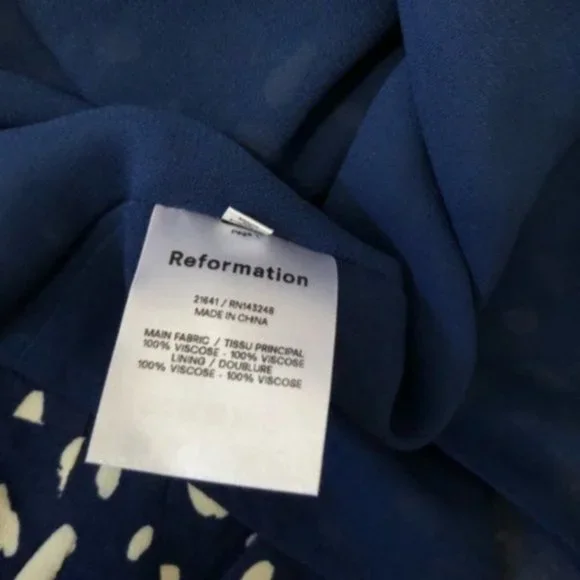 Reformation
21641 / RN143248
MADE IN CHINA
MAIN FABRIC / TISSU PRINCIPAL
100% VISCOSE - 100% VISCOSE
LINING / DOUBLURE
100% VISCOSE - 100% VISCOSE